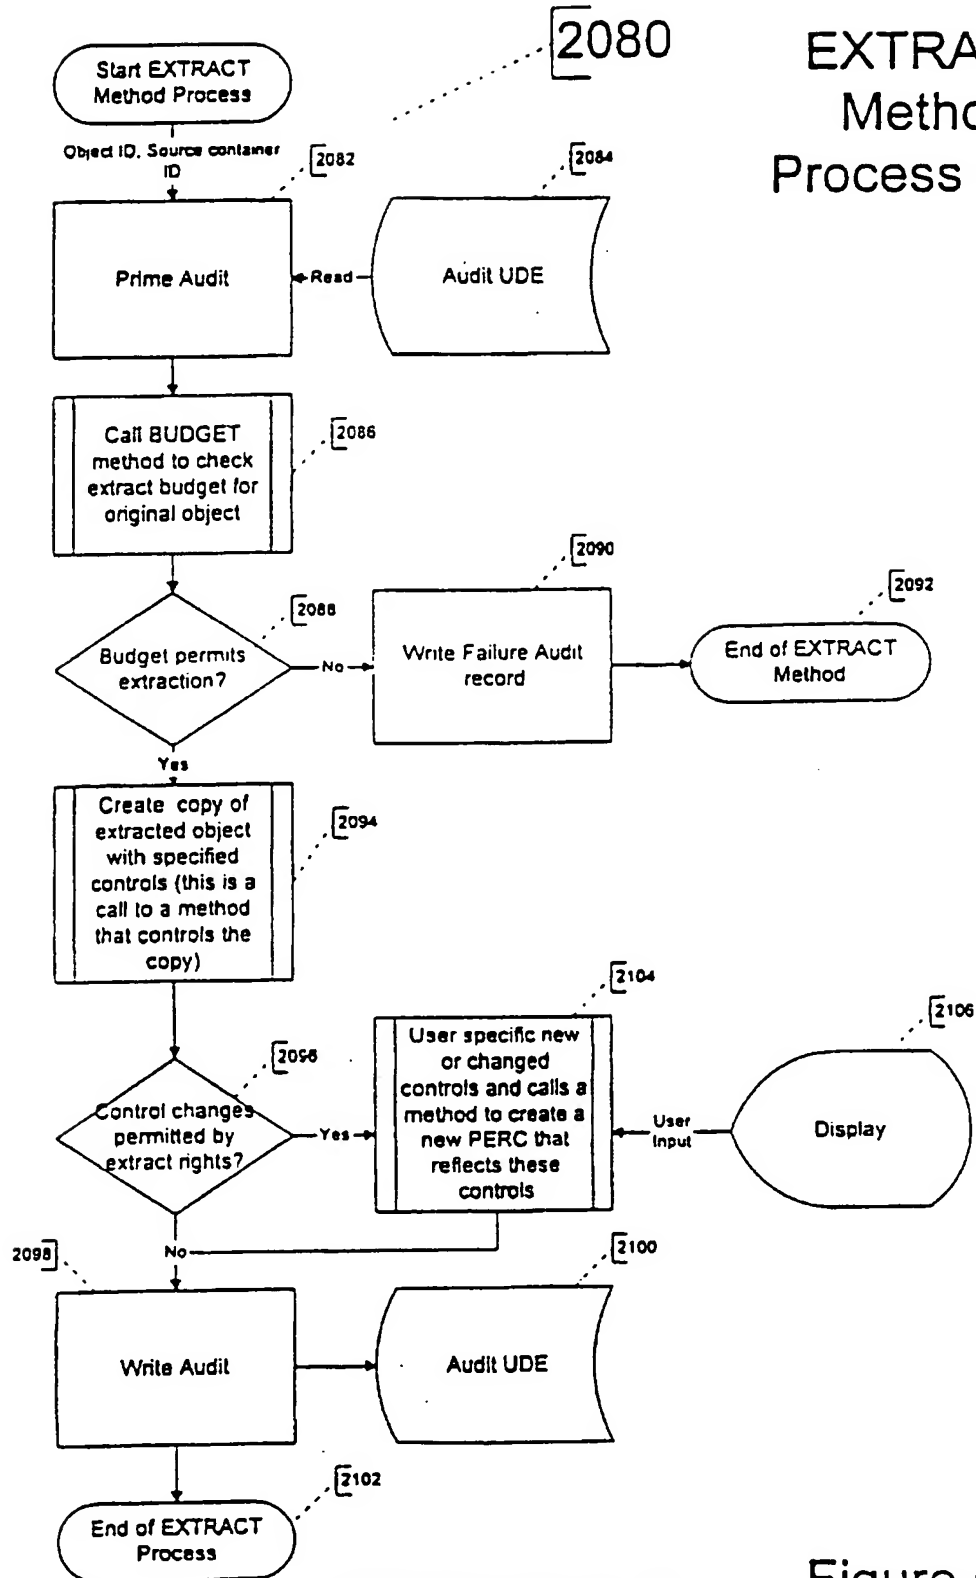 2080
EXTRA
Metho
Process
Start EXTRACT
Method Process
Object ID, Source container
ID
2082
2084
Prime Audit
Read
Audit UDE
Call BUDGET
method to check
extract budget for
original object
2086
2088
Budget permits
extraction?
No
2090
Write Failure Audit
record
2092
End of EXTRACT
Method
Yes
Create copy of
extracted object
with specified
controls (this is a
call to a method
that controls the
copy)
2094
2096
Control changes
permitted by
extract rights?
Yes
2104
User specific new
or changed
controls and calls a
method to create a
new PERC that
reflects these
controls
User
Input
2106
Display
No
2098
2100
Write Audit
Audit UDE
2102
End of EXTRACT
Process
Figure